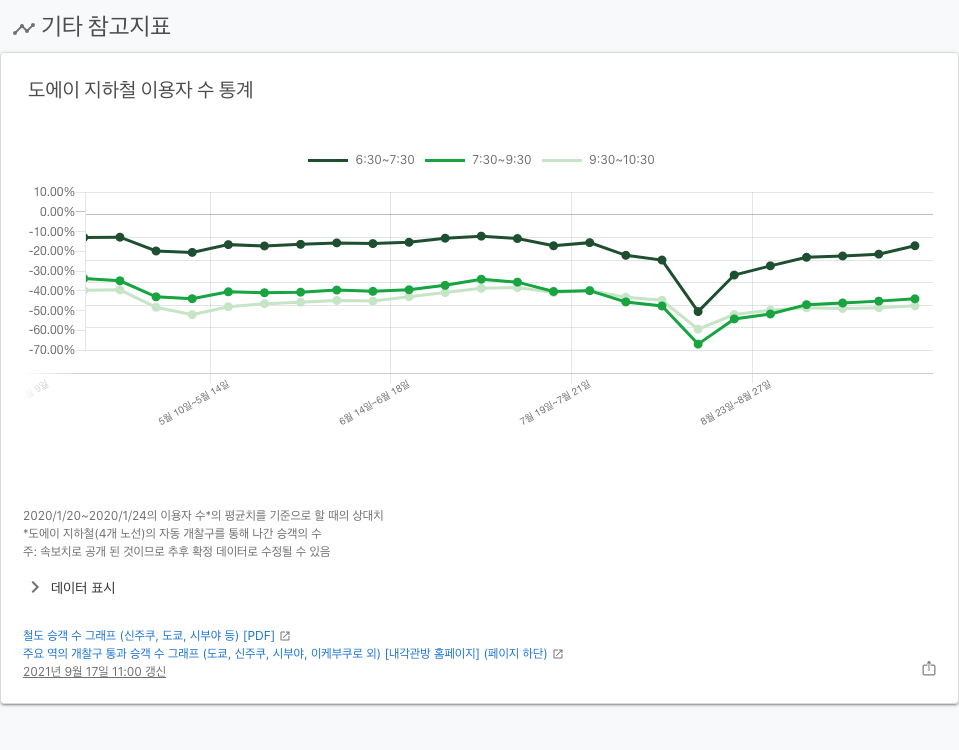 기타 참고지표
도에이 지하철 이용자 수 통계
6:30~7:30 7:30~9:30 9:30~10:30
10.00%
0.00%
-10.00%
-20.00%
-30.00%
-40.00%
-50.00%
-60.00%
-70.00%
9일
5월 10일~5월 14일
6월 14일~6월 18일
7월 19일~7월 21일
8월 23일~8월 27일
2020/1/20~2020/1/24의 이용자 수*의 평균치를 기준으로 할 때의 상대치
*도에이 지하철(4개 노선)의 자동 개찰구를 통해 나간 승객의 수
주: 속보치로 공개 된 것이므로 추후 확정 데이터로 수정될 수 있음
데이터 표시
철도 승객 수 그래프 (신주쿠, 도쿄, 시부야 등) [PDF]
주요 역의 개찰구 통과 승객 수 그래프 (도쿄, 신주쿠, 시부야, 이케부쿠로 외) [내각관방 홈페이지] (페이지 하단)
2021년 9월 17일 11:00 갱신